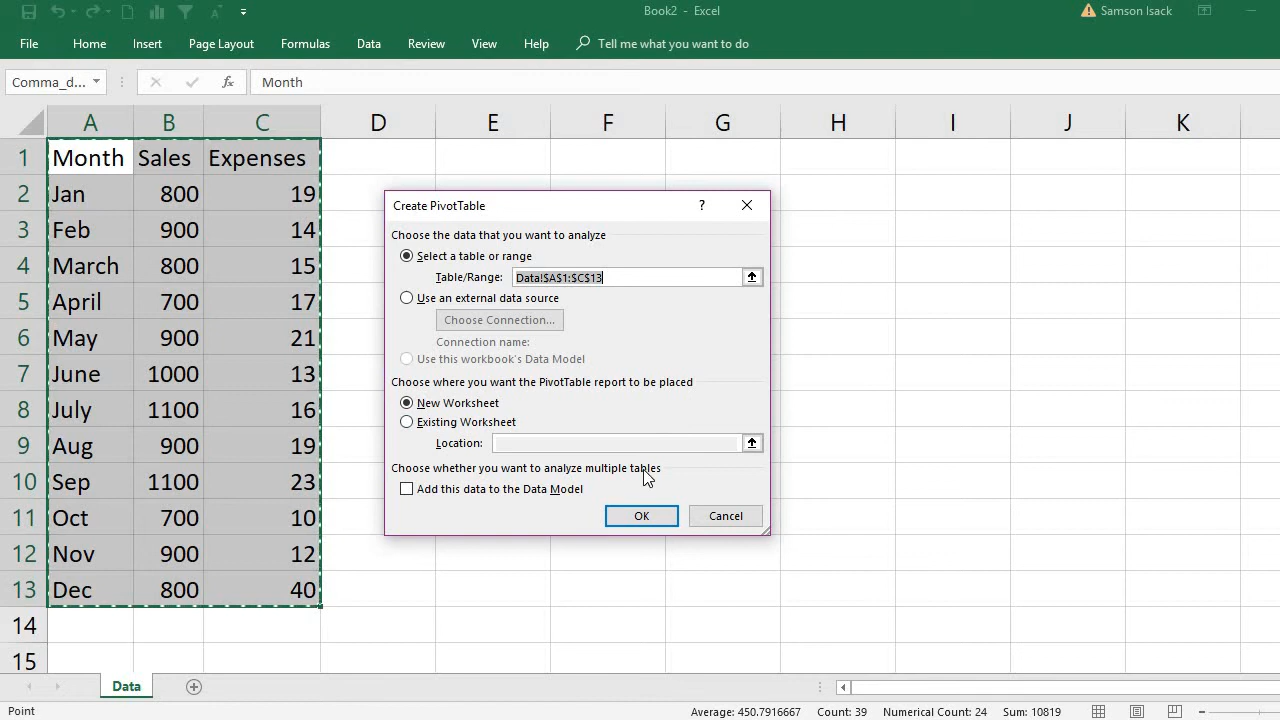 Book2 - Excel
Samson Isack
File Home Insert Page Layout Formulas Data Review View Help Tell me what you want to do
Comma_d... fx Month
A B C D E F G H I J K
1 Month Sales Expenses
2 Jan 800 19
3 Feb 900 14
4 March 800 15
5 April 700 17
6 May 900 21
7 June 1000 13
8 July 1100 16
9 Aug 900 19
10 Sep 1100 23
11 Oct 700 10
12 Nov 900 12
13 Dec 800 40
14
15
Create PivotTable ?
Choose the data that you want to analyze
Select a table or range
Table/Range: Data!$A$1:$C$13
Use an external data source
Choose Connection...
Connection name:
Use this workbook's Data Model
Choose where you want the PivotTable report to be placed
New Worksheet
Existing Worksheet
Location:
Choose whether you want to analyze multiple tables
Add this data to the Data Model
OK Cancel
Data
Point Average: 450.7916667 Count: 39 Numerical Count: 24 Sum: 10819